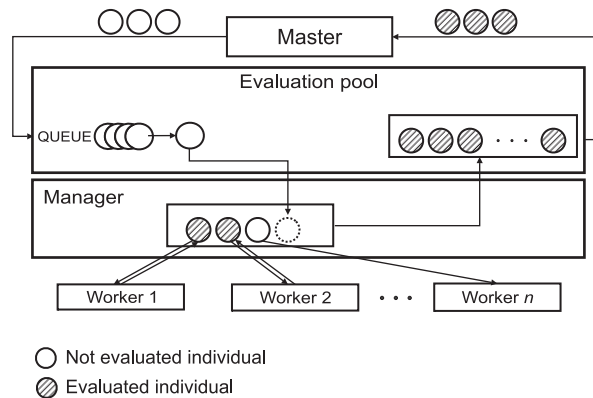 Master
Evaluation pool
QUEUE
. . .
Manager
Worker 1
Worker 2
• • •
Worker n
Not evaluated individual
Evaluated individual